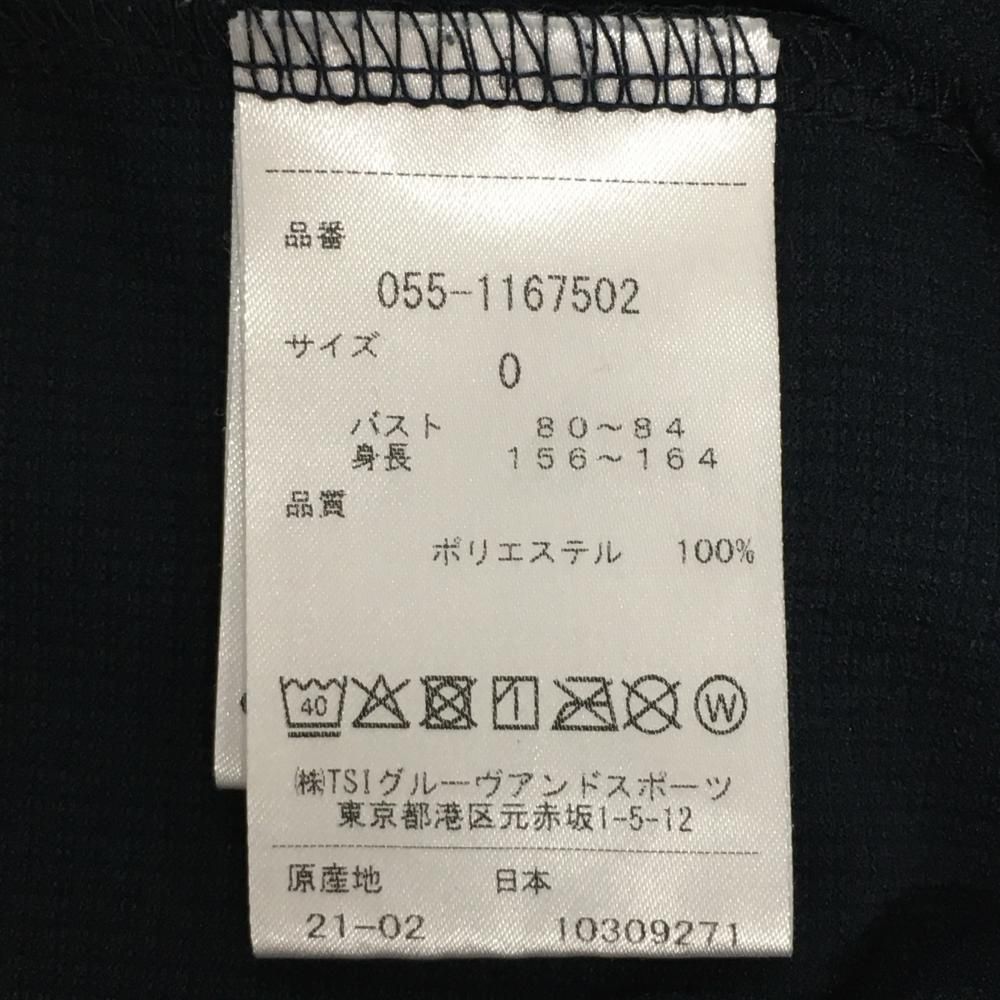 品番
055-1167502
サイズ
0
バスト 80～84
身長 156～164
品質
ポリエステル 100%
40 W
㈱TSIグルーヴアンドスポーツ
東京都港区元赤坂1-5-12
原産地 日本
21-02 10309271